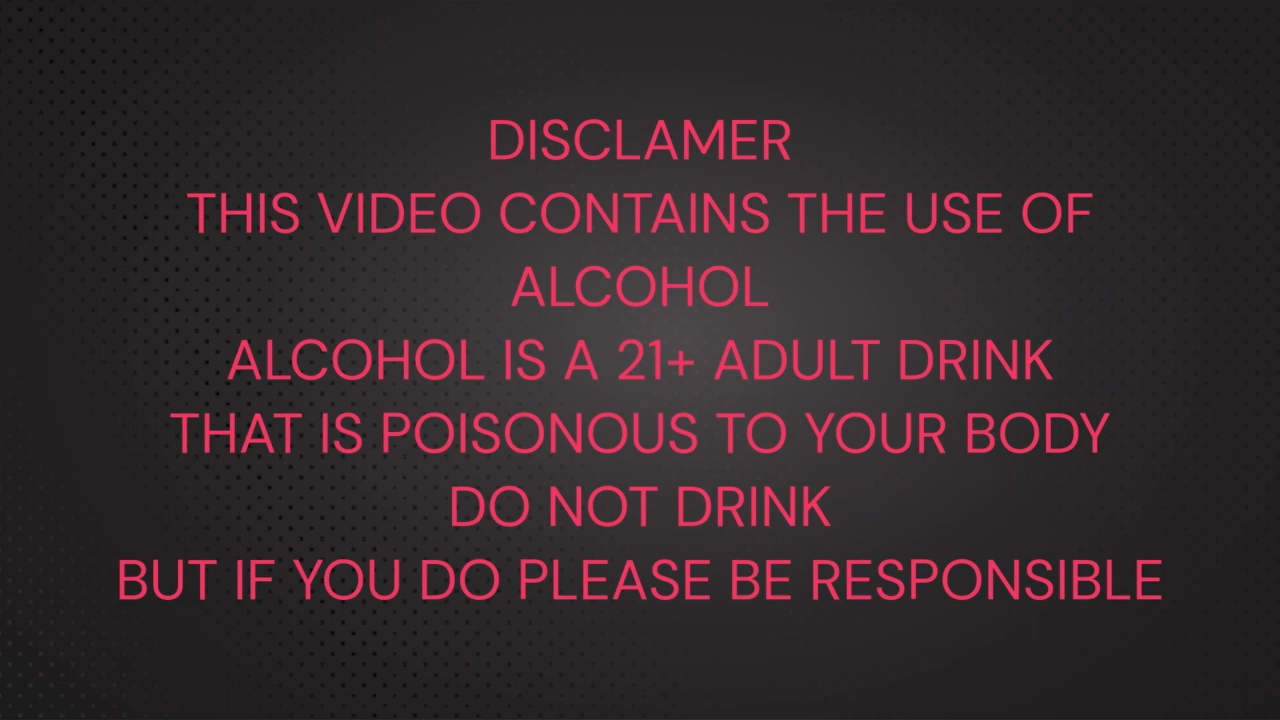 DISCLAMER
THIS VIDEO CONTAINS THE USE OF
ALCOHOL
ALCOHOL IS A 21+ ADULT DRINK
THAT IS POISONOUS TO YOUR BODY
DO NOT DRINK
BUT IF YOU DO PLEASE BE RESPONSIBLE